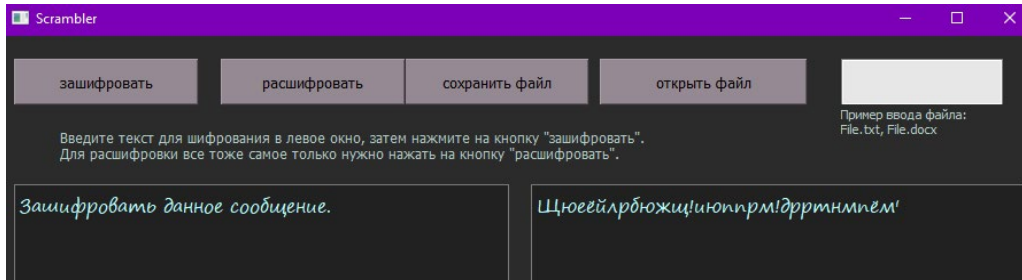 Scrambler
зашифровать расшифровать сохранить файл открыть файл
Пример ввода файла:
File.txt, File.docx
Введите текст для шифрования в левое окно, затем нажмите на кнопку "зашифровать".
Для расшифровки все тоже самое только нужно нажать на кнопку "расшифровать".
Зашифровать данное сообщение.
Щюеёйлрбюжщ!июппрм!дрртнмпём'